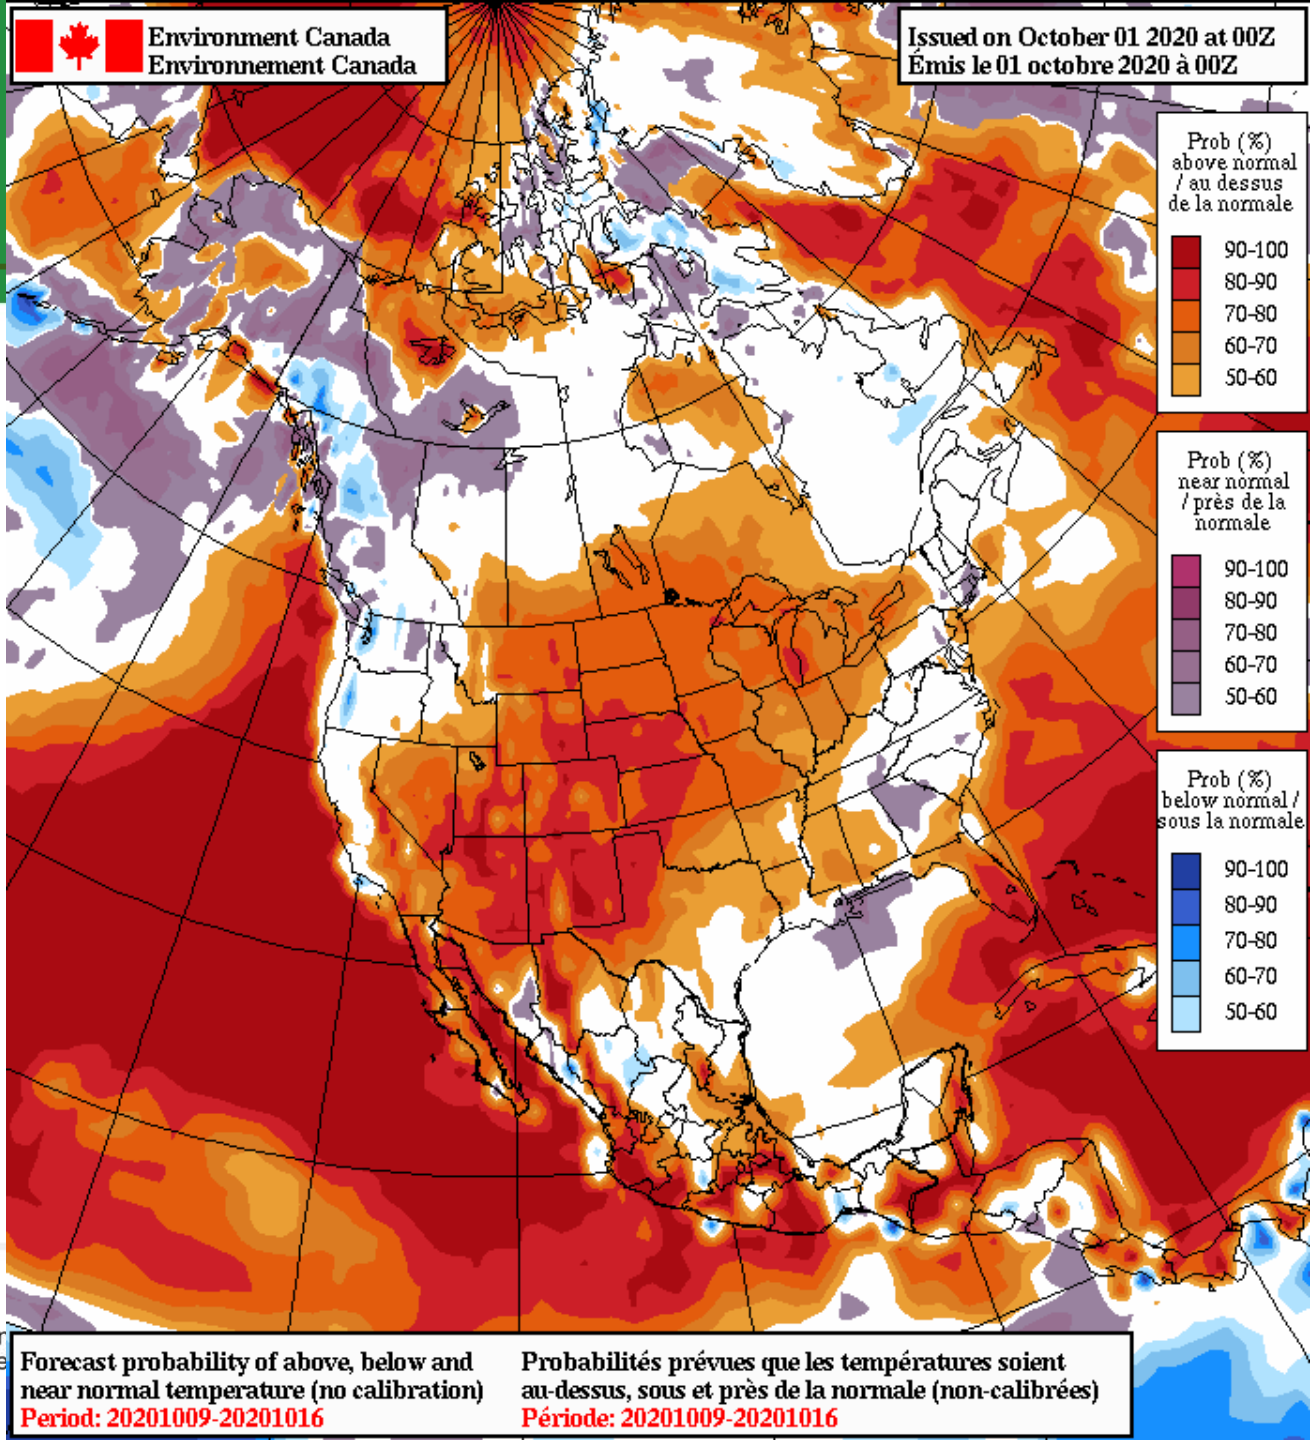 Environment Canada
Environnement Canada
Issued on October 01 2020 at 00Z
Émis le 01 octobre 2020 à 00Z
Prob (%)
above normal
/ au dessus
de la normale
90-100
80-90
70-80
60-70
50-60
Prob (%)
near normal
/ près de la
normale
90-100
80-90
70-80
60-70
50-60
Prob (%)
below normal /
sous la normale
90-100
80-90
70-80
60-70
50-60
Forecast probability of above, below and
near normal temperature (no calibration)
Period: 20201009-20201016
Probabilités prévues que les températures soient
au-dessus, sous et près de la normale (non-calibrées)
Période: 20201009-20201016